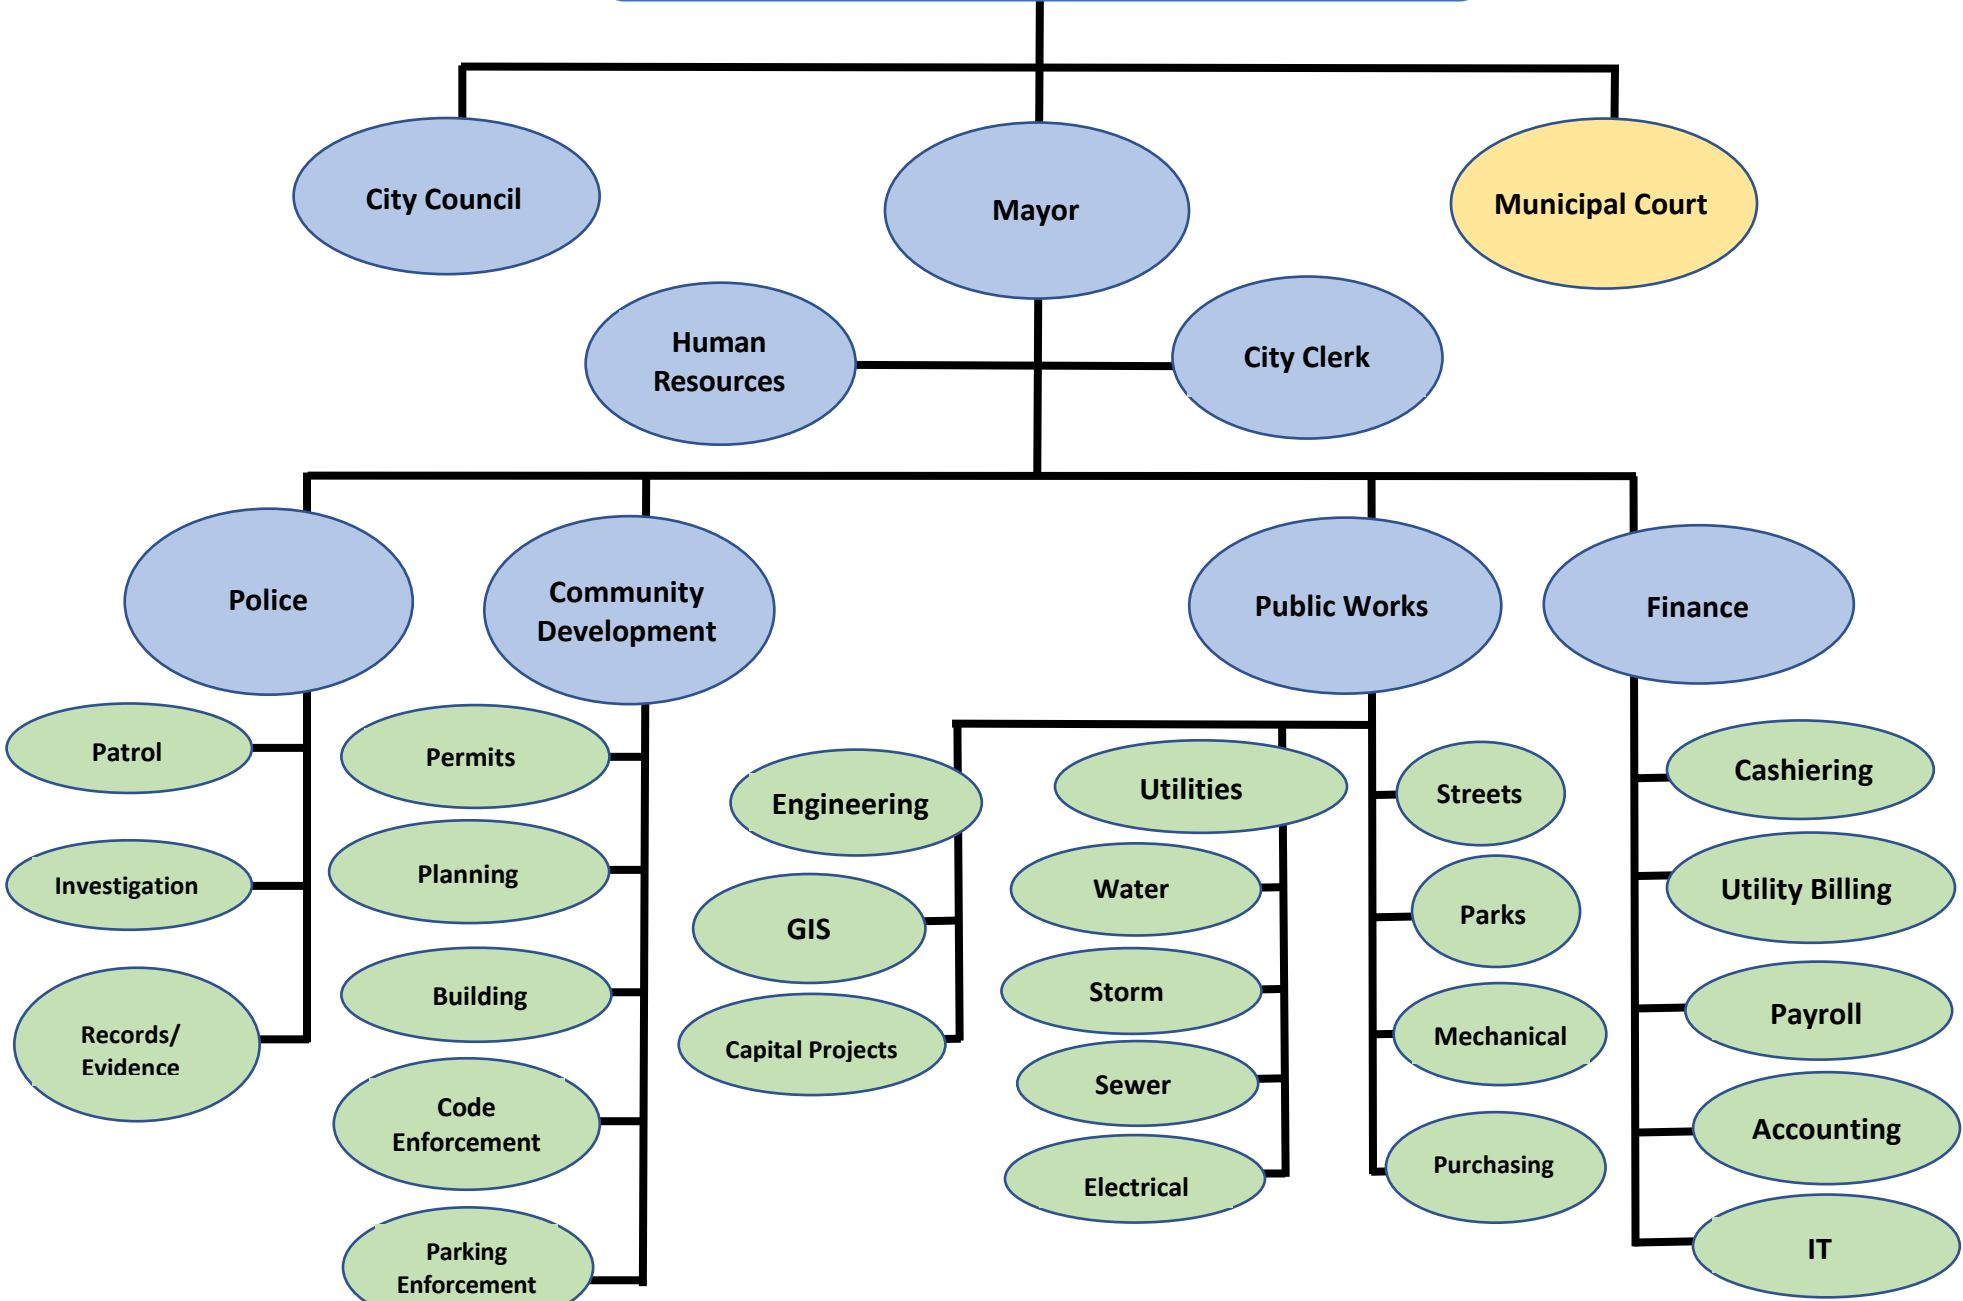 City Council
Mayor
Municipal Court
Human
Resources
City Clerk
Police
Community
Development
Public Works
Finance
Patrol
Investigation
Records/
Evidence
Permits
Planning
Building
Code
Enforcement
Parking
Enforcement
Engineering
GIS
Capital Projects
Utilities
Water
Storm
Sewer
Electrical
Streets
Parks
Mechanical
Purchasing
Cashiering
Utility Billing
Payroll
Accounting
IT